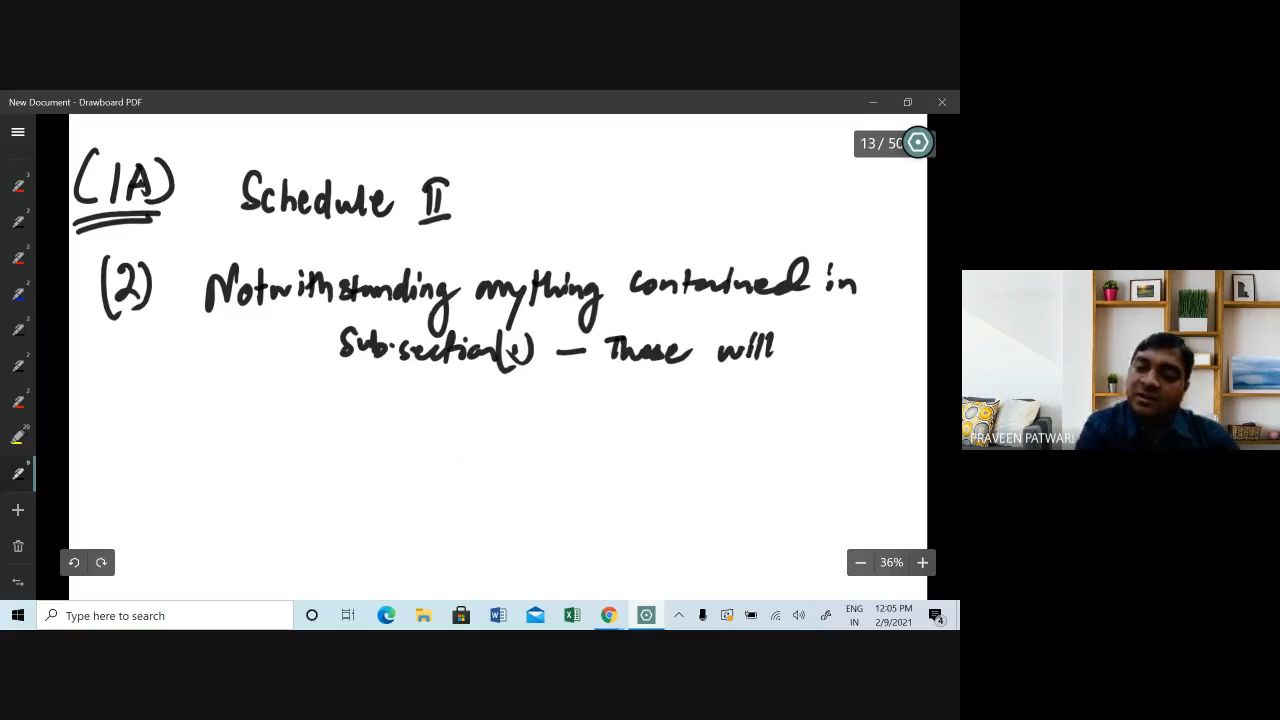 New Document - Drawboard PDF
13 / 50
(1A) Schedule II
(2) Notwithstanding anything contained in
Sub-section(1) — These will
PRAVEEN PATWARI
36%
Type here to search
ENG
IN
12:05 PM
2/9/2021
4